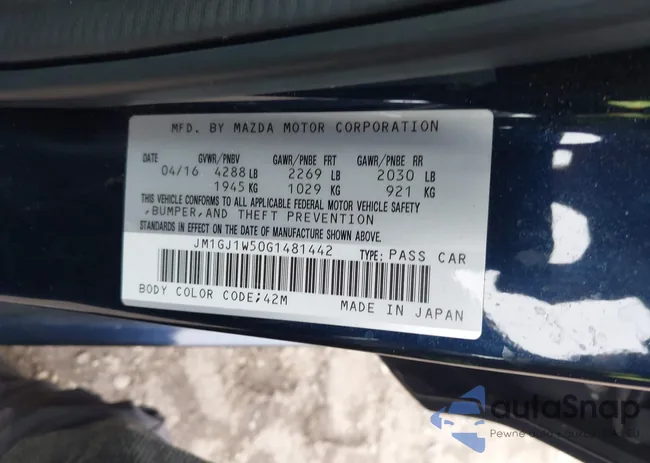 MFD. BY MAZDA MOTOR CORPORATION
DATE GVWR/PNBV GAWR/PNBE FRT GAWR/PNBE RR
04/16 4288 LB 2269 LB 2030 LB
1945 KG 1029 KG 921 KG
THIS VEHICLE CONFORMS TO ALL APPLICABLE FEDERAL MOTOR VEHICLE SAFETY
,BUMPER,AND THEFT PREVENTION
STANDARDS IN EFFECT ON THE DATE OF MANUFACTURE SHOWN ABOVE.
JM1GJ1W50G1481442 TYPE: PASS CAR
BODY COLOR CODE;42M MADE IN JAPAN
autoSnap
Pewne auto